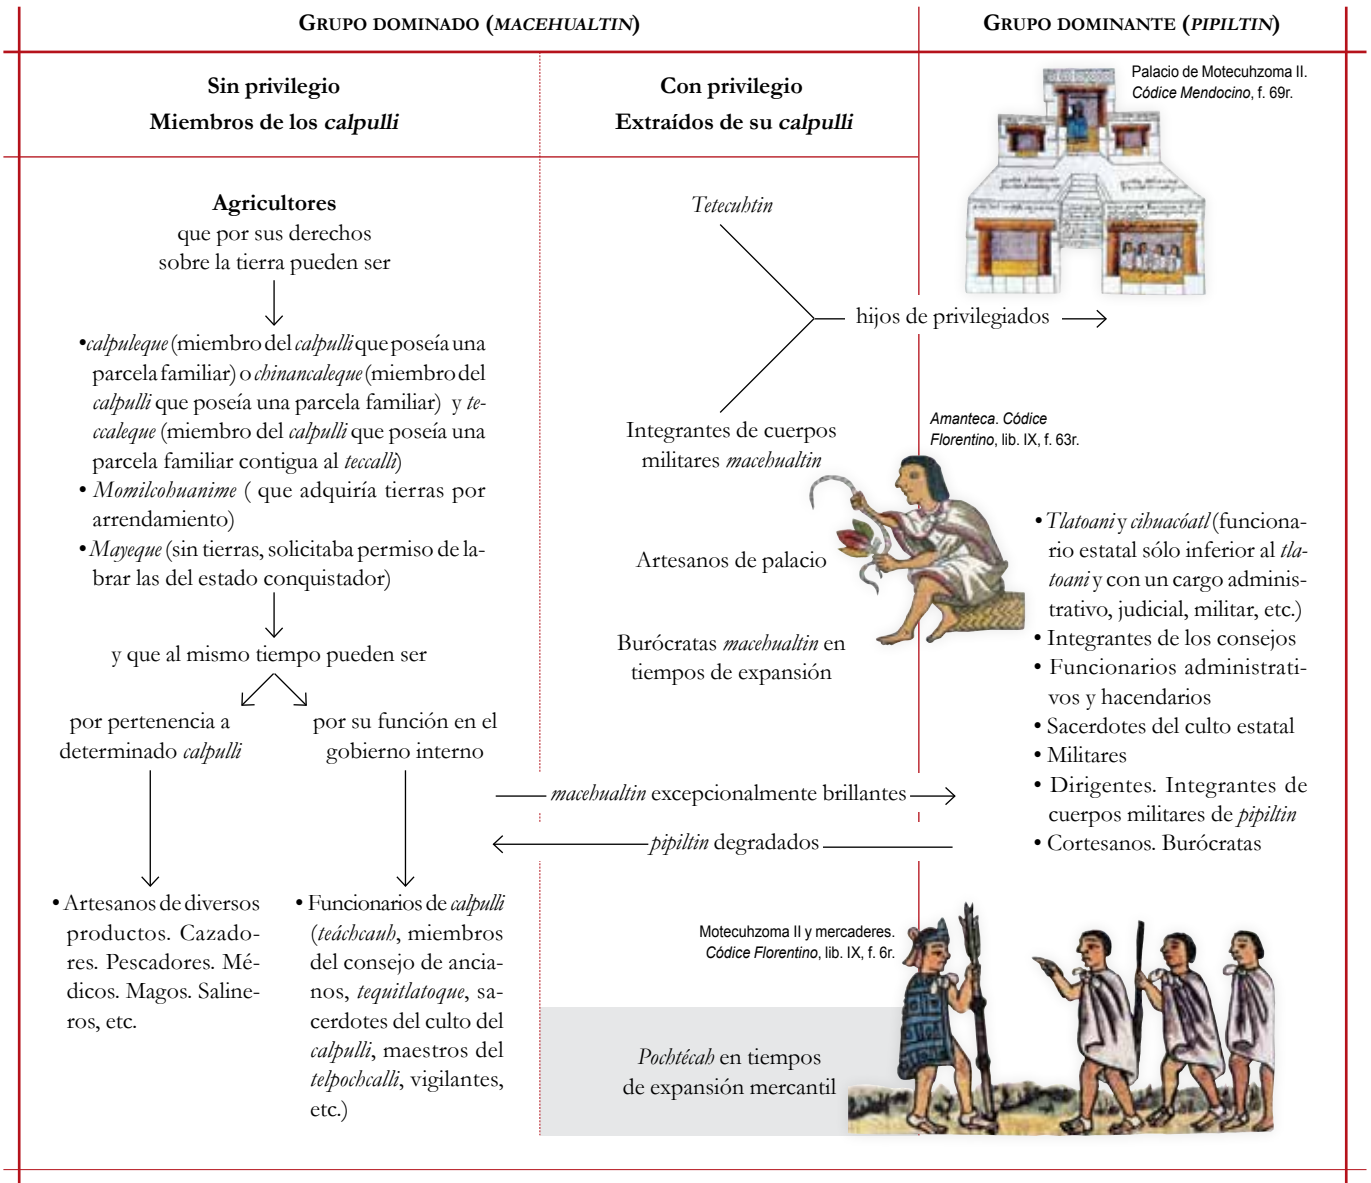 GRUPO DOMINADO (MACEHUALTIN)
GRUPO DOMINANTE (PIPILTIN)
Sin privilegio
Miembros de los calpulli
Con privilegio
Extraídos de su calpulli
Palacio de Motecuhzoma II.
Códice Mendocino, f. 69r.
Agricultores
que por sus derechos
sobre la tierra pueden ser
•calpuleque (miembro del calpulli que poseía una
parcela familiar) o chinancaleque (miembro del
calpulli que poseía una parcela familiar) y te-
ccaleque (miembro del calpulli que poseía una
parcela familiar contigua al teccalli)
• Momilcohuanime ( que adquiría tierras por
arrendamiento)
• Mayeque (sin tierras, solicitaba permiso de la-
brar las del estado conquistador)
y que al mismo tiempo pueden ser
por pertenencia a
determinado calpulli
por su función en el
gobierno interno
• Artesanos de diversos
productos. Cazado-
res. Pescadores. Mé-
dicos. Magos. Saline-
ros, etc.
• Funcionarios de calpulli
(teáchcauh, miembros
del consejo de ancia-
nos, tequitlatoque, sa-
cerdotes del culto del
calpulli, maestros del
telpochcalli, vigilantes,
etc.)
Tetecuhtin
hijos de privilegiados
Integrantes de cuerpos
militares macehualtin
Amanteca. Códice
Florentino, lib. IX, f. 63r.
Artesanos de palacio
Burócratas macehualtin en
tiempos de expansión
macehualtin excepcionalmente brillantes
pipiltin degradados
Motecuhzoma II y mercaderes.
Códice Florentino, lib. IX, f. 6r.
Pochtécah en tiempos
de expansión mercantil
• Tlatoani y cihuacóatl (funciona-
rio estatal sólo inferior al tla-
toani y con un cargo adminis-
trativo, judicial, militar, etc.)
• Integrantes de los consejos
• Funcionarios administrati-
vos y hacendarios
• Sacerdotes del culto estatal
• Militares
• Dirigentes. Integrantes de
cuerpos militares de pipiltin
• Cortesanos. Burócratas